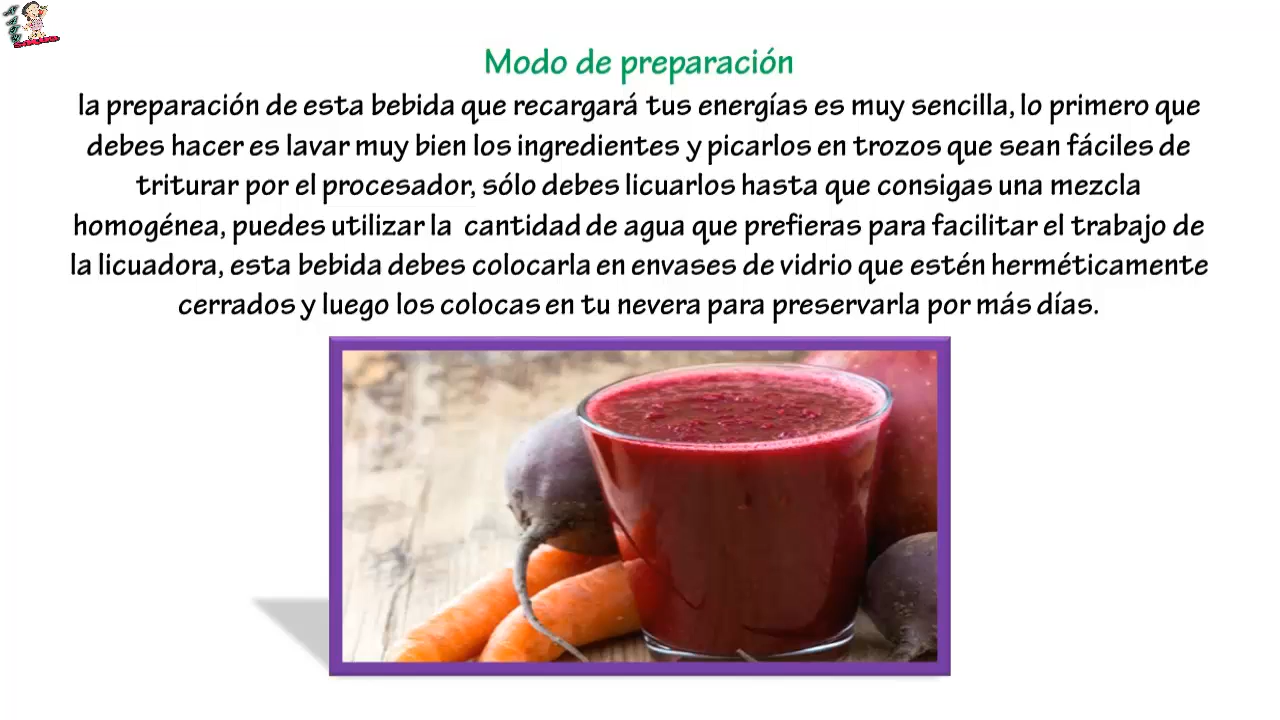 Modo de preparación
la preparación de esta bebida que recargará tus energías es muy sencilla, lo primero que
debes hacer es lavar muy bien los ingredientes y picarlos en trozos que sean fáciles de
triturar por el procesador, sólo debes licuarlos hasta que consigas una mezcla
homogénea, puedes utilizar la cantidad de agua que prefieras para facilitar el trabajo de
la licuadora, esta bebida debes colocarla en envases de vidrio que estén herméticamente
cerrados y luego los colocas en tu nevera para preservarla por más días.